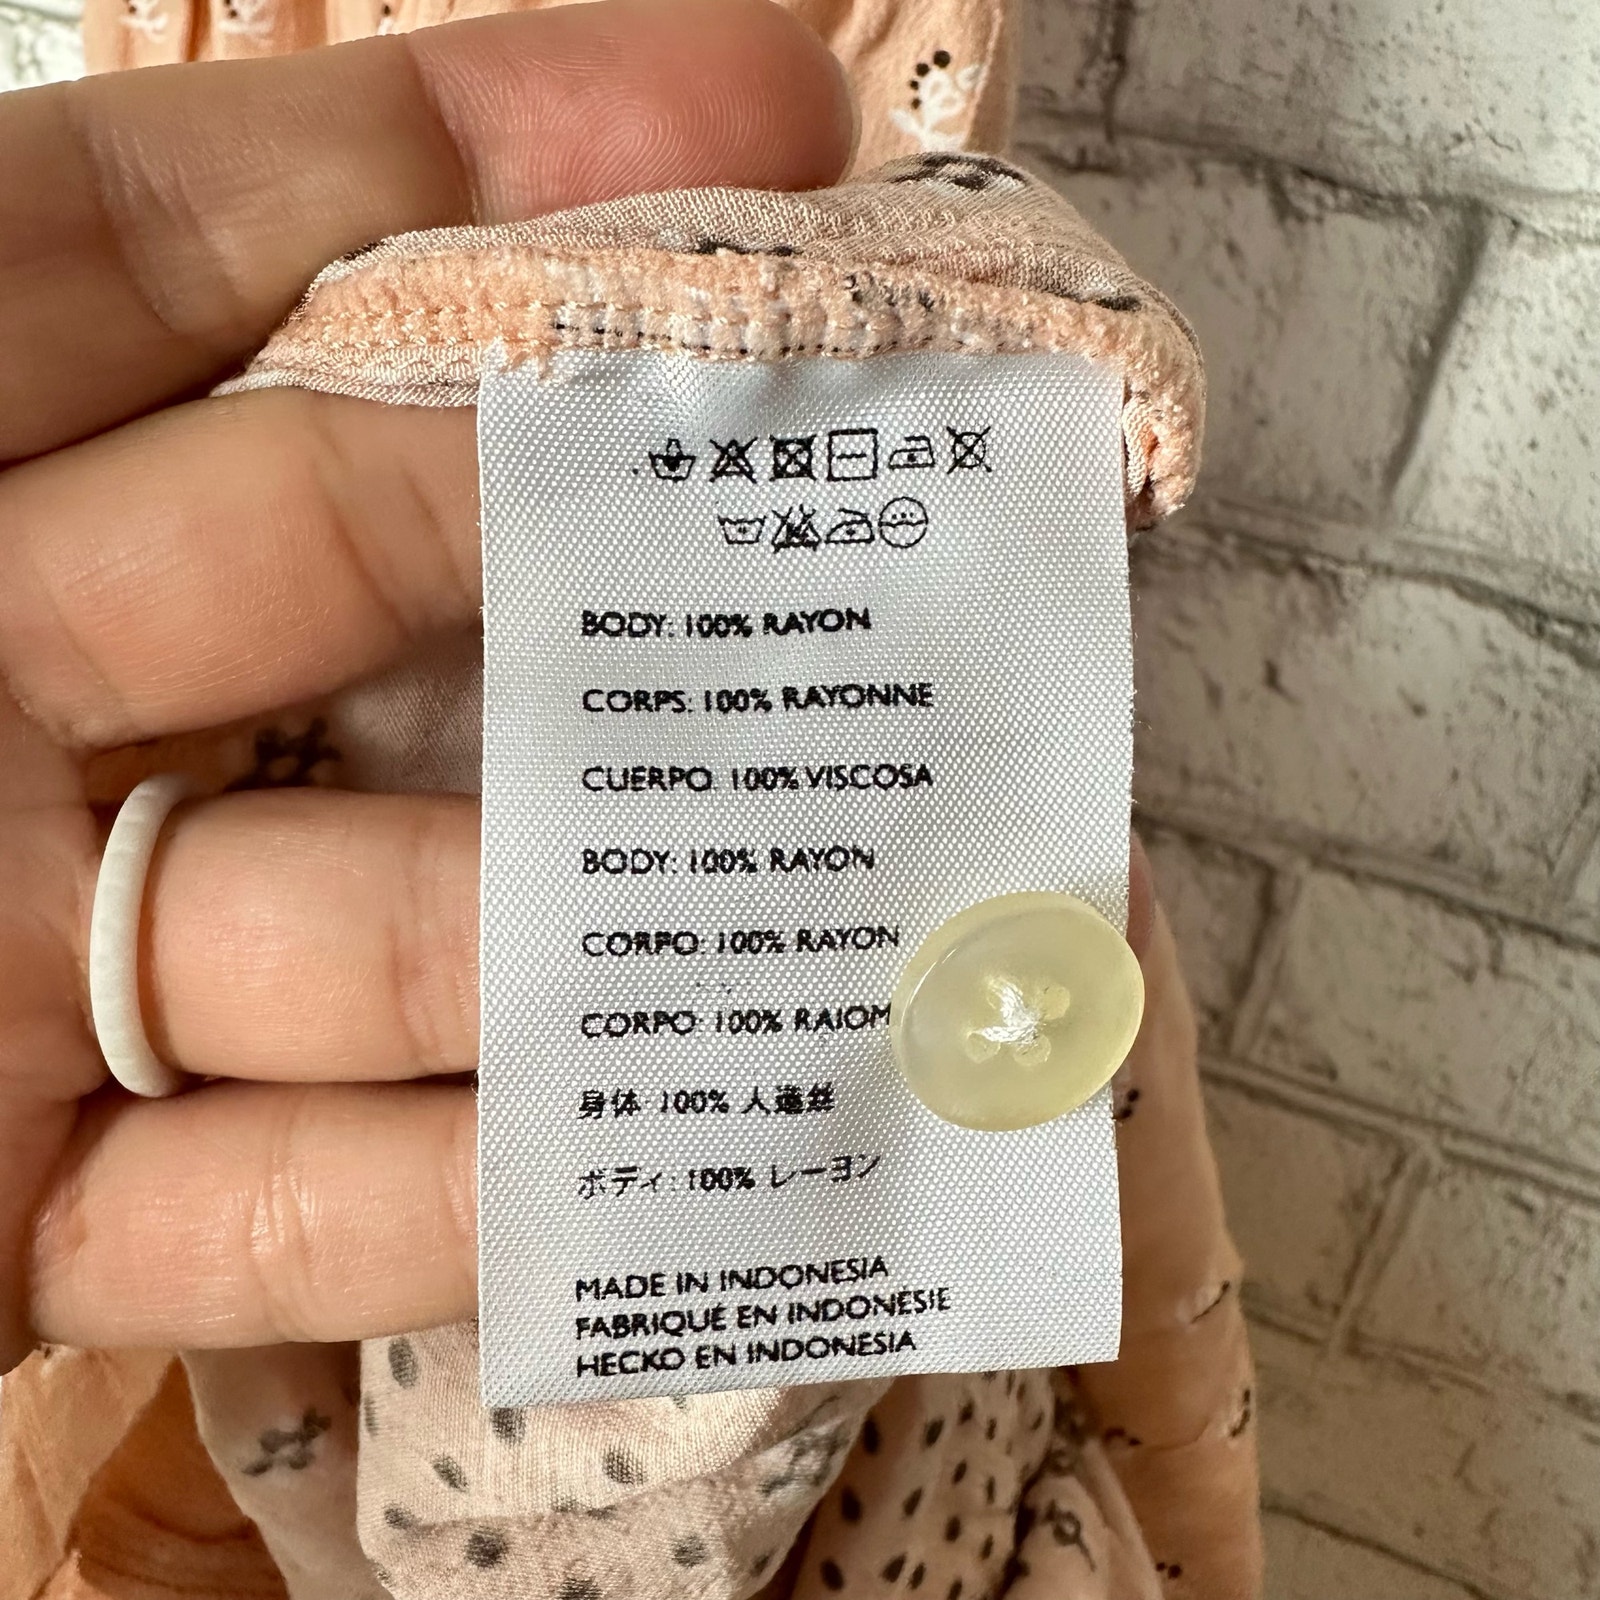 BODY: 100% RAYON
CORPS: 100% RAYONNE
CUERPO: 100% VISCOSA
BODY: 100% RAYON
CORPO: 100% RAYON
CORPO: 100% RAIOM
身体: 100% 人造丝
ボディ: 100% レーヨン
MADE IN INDONESIA
FABRIQUÉ EN INDONÉSIE
HECKO EN INDONESIA